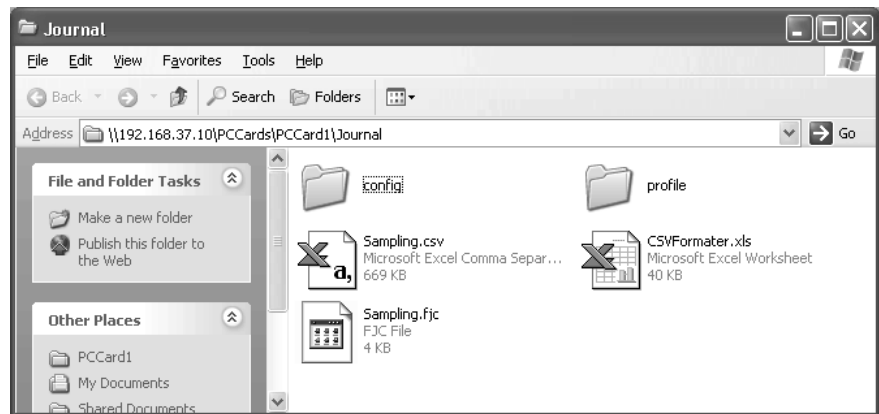 Journal
File Edit View Favorites Tools Help
Back Search Folders
Address \\192.168.37.10\PCCards\PCCard1\Journal Go
File and Folder Tasks
Make a new folder
Publish this folder to
the Web
Other Places
PCCard1
My Documents
Shared Documents
config
profile
Sampling.csv
Microsoft Excel Comma Separ...
669 KB
CSVFormater.xls
Microsoft Excel Worksheet
40 KB
Sampling.fjc
FJC File
4 KB